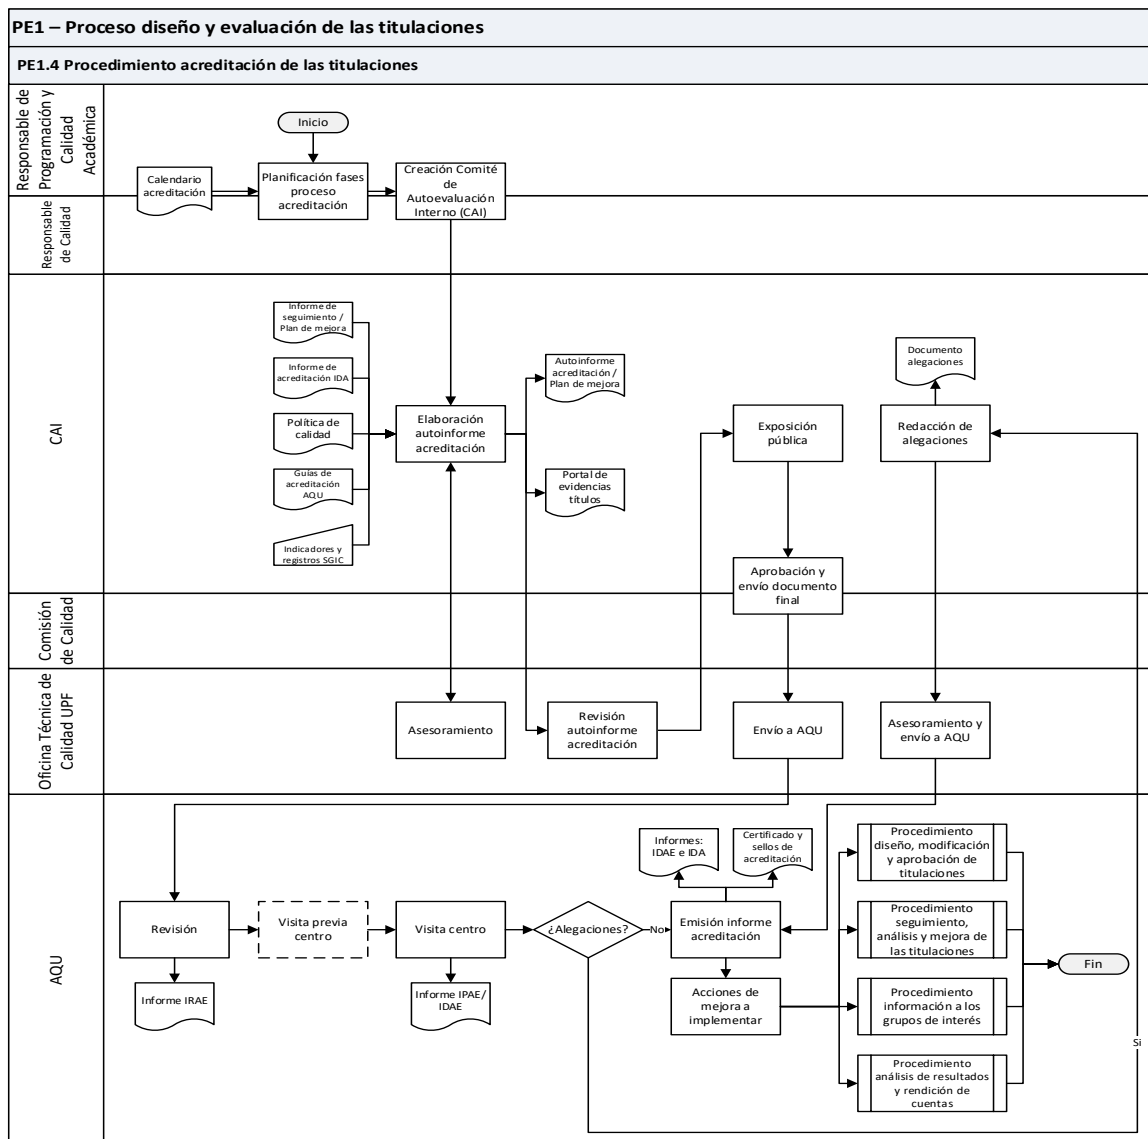 PE1 – Proceso diseño y evaluación de las titulaciones
PE1.4 Procedimiento acreditación de las titulaciones
Responsable de
Programación y
Calidad
Académica
Inicio
Calendario
acreditación
Planificación fases
proceso
acreditación
Creación Comité
de
Autoevaluación
Interno (CAI)
Responsable
de Calidad
CAI
Informe de
seguimiento /
Plan de mejora
Informe de
acreditación IDA
Política de
calidad
Guías de
acreditación
AQU
Indicadores y
registros SGIC
Elaboración
autoinforme
acreditación
Autoinforme
acreditación /
Plan de mejora
Portal de
evidencias
títulos
Exposición
pública
Documento
alegaciones
Redacción de
alegaciones
Aprobación y
envío documento
final
Comisión
de Calidad
Oficina Técnica de
Calidad UPF
Asesoramiento
Revisión
autoinforme
acreditación
Envío a AQU
Asesoramiento y
envío a AQU
AQU
Revisión
Informe IRAE
Visita previa
centro
Visita centro
Informe IPAE/
IDAE
¿Alegaciones?
No
Informes:
IDAE e IDA
Certificado y
sellos de
acreditación
Emisión informe
acreditación
Acciones de
mejora a
implementar
Procedimiento
diseño, modificación
y aprobación de
titulaciones
Procedimiento
seguimiento,
análisis y mejora de
las titulaciones
Procedimiento
información a los
grupos de interés
Procedimiento
análisis de resultados
y rendición de
cuentas
Fin
Si